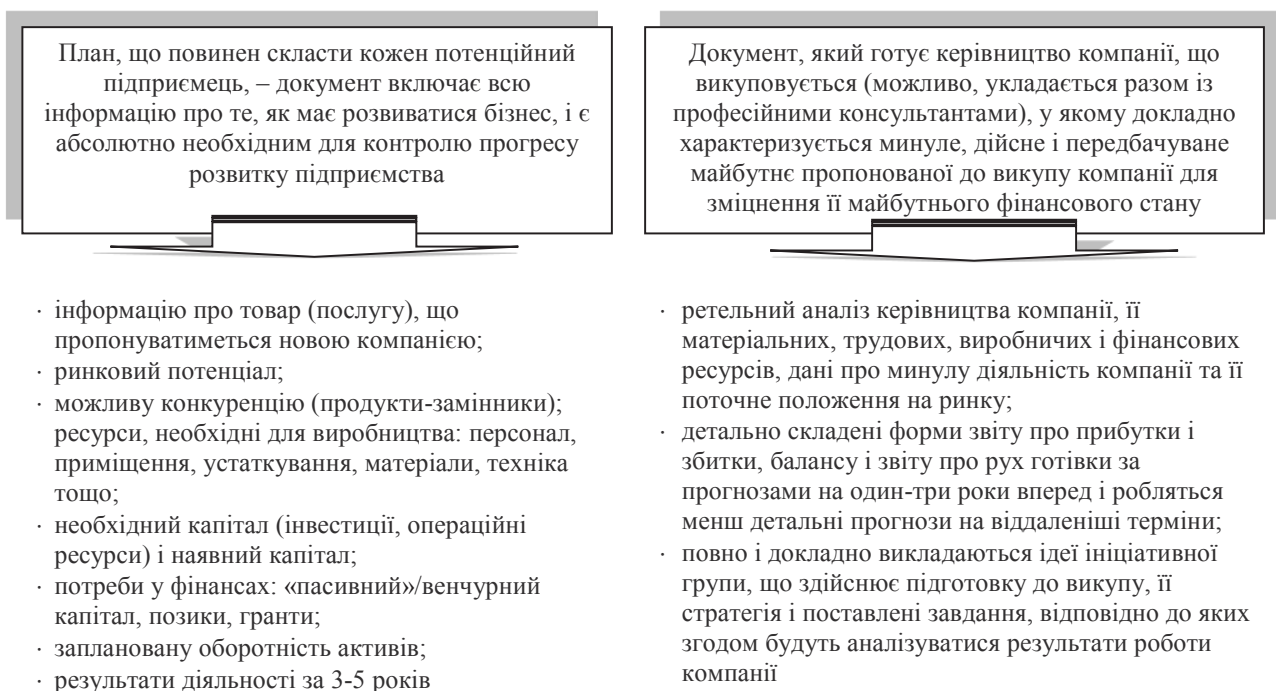 План, що повинен скласти кожен потенційний
підприємець, – документ включає всю
інформацію про те, як має розвиватися бізнес, і є
абсолютно необхідним для контролю прогресу
розвитку підприємства
· інформацію про товар (послугу), що
пропонуватиметься новою компанією;
· ринковий потенціал;
· можливу конкуренцію (продукти-замінники);
ресурси, необхідні для виробництва: персонал,
приміщення, устаткування, матеріали, техніка
тощо;
· необхідний капітал (інвестиції, операційні
ресурси) і наявний капітал;
· потреби у фінансах: «пасивний»/венчурний
капітал, позики, гранти;
· заплановану оборотність активів;
· результати діяльності за 3-5 років
Документ, який готує керівництво компанії, що
викуповується (можливо, укладається разом із
професійними консультантами), у якому докладно
характеризується минуле, дійсне і передбачуване
майбутнє пропонованої до викупу компанії для
зміцнення її майбутнього фінансового стану
· ретельний аналіз керівництва компанії, її
матеріальних, трудових, виробничих і фінансових
ресурсів, дані про минулу діяльність компанії та її
поточне положення на ринку;
· детально складені форми звіту про прибутки і
збитки, балансу і звіту про рух готівки за
прогнозами на один-три роки вперед і робляться
менш детальні прогнози на віддаленіші терміни;
· повно і докладно викладаються ідеї ініціативної
групи, що здійснює підготовку до викупу, її
стратегія і поставлені завдання, відповідно до яких
згодом будуть аналізуватися результати роботи
компанії